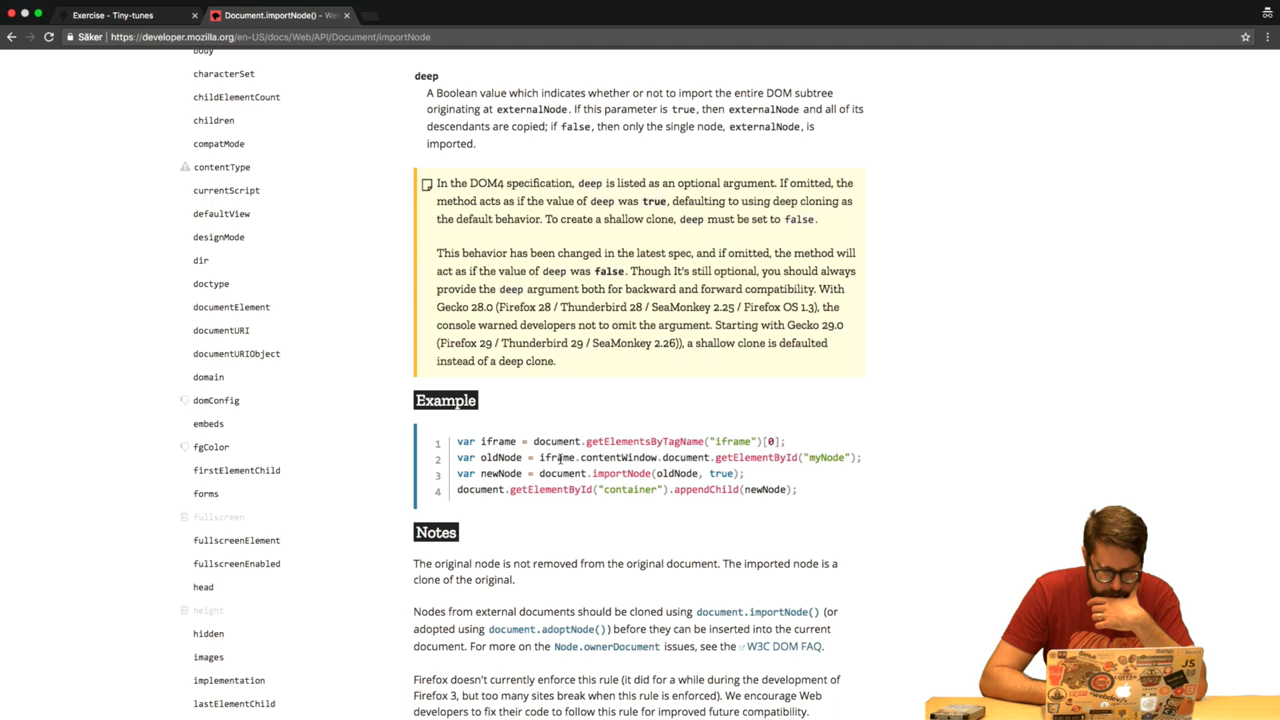 Exercise - Tiny-tunes
Document.importNode() - We
Säker
https://developer.mozilla.org/en-US/docs/Web/API/Document/importNode
body
characterSet
childElementCount
children
compatMode
contentType
currentScript
defaultView
designMode
dir
doctype
documentElement
documentURI
documentURIObject
domain
domConfig
embeds
fgColor
firstElementChild
forms
fullscreen
fullscreenElement
fullscreenEnabled
head
height
hidden
images
implementation
lastElementChild
deep
A Boolean value which indicates whether or not to import the entire DOM subtree
originating at externalNode. If this parameter is true, then externalNode and all of its
descendants are copied; if false, then only the single node, externalNode, is
imported.
In the DOM4 specification, deep is listed as an optional argument. If omitted, the
method acts as if the value of deep was true, defaulting to using deep cloning as
the default behavior. To create a shallow clone, deep must be set to false.
This behavior has been changed in the latest spec, and if omitted, the method will
act as if the value of deep was false. Though It's still optional, you should always
provide the deep argument both for backward and forward compatibility. With
Gecko 28.0 (Firefox 28 / Thunderbird 28 / SeaMonkey 2.25 / Firefox OS 1.3), the
console warned developers not to omit the argument. Starting with Gecko 29.0
(Firefox 29 / Thunderbird 29 / SeaMonkey 2.26)), a shallow clone is defaulted
instead of a deep clone.
Example
1 var iframe = document.getElementsByTagName("iframe")[0];
2 var oldNode = iframe.contentWindow.document.getElementById("myNode");
3 var newNode = document.importNode(oldNode, true);
4 document.getElementById("container").appendChild(newNode);
Notes
The original node is not removed from the original document. The imported node is a
clone of the original.
Nodes from external documents should be cloned using document.importNode() (or
adopted using document.adoptNode()) before they can be inserted into the current
document. For more on the Node.ownerDocument issues, see the W3C DOM FAQ.
Firefox doesn't currently enforce this rule (it did for a while during the development of
Firefox 3, but too many sites break when this rule is enforced). We encourage Web
developers to fix their code to follow this rule for improved future compatibility.
JS